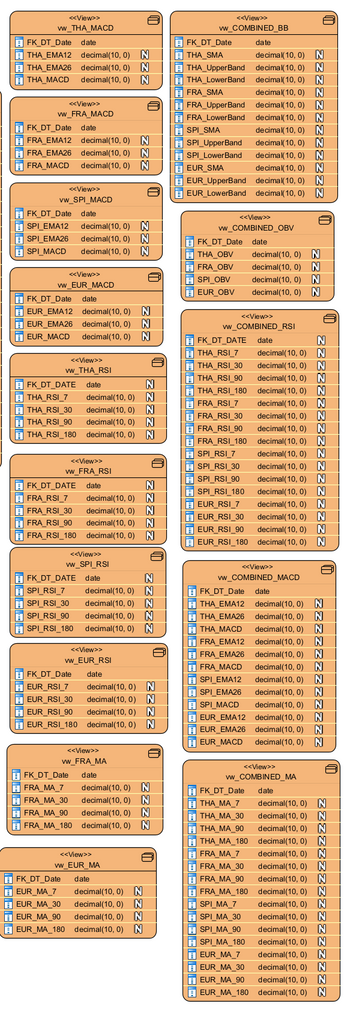 <<View>>
vw_THA_MACD
FK_DT_Date date
THA_EMA12 decimal(10, 0) N
THA_EMA26 decimal(10, 0) N
THA_MACD decimal(10, 0) N
<<View>>
vw_FRA_MACD
FK_DT_Date date
FRA_EMA12 decimal(10, 0) N
FRA_EMA26 decimal(10, 0) N
FRA_MACD decimal(10, 0) N
<<View>>
vw_SPI_MACD
FK_DT_Date date
SPI_EMA12 decimal(10, 0) N
SPI_EMA26 decimal(10, 0) N
SPI_MACD decimal(10, 0) N
<<View>>
vw_EUR_MACD
FK_DT_Date date
EUR_EMA12 decimal(10, 0) N
EUR_EMA26 decimal(10, 0) N
EUR_MACD decimal(10, 0) N
<<View>>
vw_THA_RSI
FK_DT_DATE date N
THA_RSI_7 decimal(10, 0) N
THA_RSI_30 decimal(10, 0) N
THA_RSI_90 decimal(10, 0) N
THA_RSI_180 decimal(10, 0) N
<<View>>
vw_FRA_RSI
FK_DT_DATE date N
FRA_RSI_7 decimal(10, 0) N
FRA_RSI_30 decimal(10, 0) N
FRA_RSI_90 decimal(10, 0) N
FRA_RSI_180 decimal(10, 0) N
<<View>>
vw_SPI_RSI
FK_DT_DATE date N
SPI_RSI_7 decimal(10, 0) N
SPI_RSI_30 decimal(10, 0) N
SPI_RSI_90 decimal(10, 0) N
SPI_RSI_180 decimal(10, 0) N
<<View>>
vw_EUR_RSI
FK_DT_Date date
EUR_RSI_7 decimal(10, 0) N
EUR_RSI_30 decimal(10, 0) N
EUR_RSI_90 decimal(10, 0) N
EUR_RSI_180 decimal(10, 0) N
<<View>>
vw_FRA_MA
FK_DT_Date date
FRA_MA_7 decimal(10, 0) N
FRA_MA_30 decimal(10, 0) N
FRA_MA_90 decimal(10, 0) N
FRA_MA_180 decimal(10, 0) N
<<View>>
vw_EUR_MA
FK_DT_Date date
EUR_MA_7 decimal(10, 0) N
EUR_MA_30 decimal(10, 0) N
EUR_MA_90 decimal(10, 0) N
EUR_MA_180 decimal(10, 0) N
<<View>>
vw_COMBINED_BB
FK_DT_Date date
THA_SMA decimal(10, 0) N
THA_UpperBand decimal(10, 0) N
THA_LowerBand decimal(10, 0) N
FRA_SMA decimal(10, 0) N
FRA_UpperBand decimal(10, 0) N
FRA_LowerBand decimal(10, 0) N
SPI_SMA decimal(10, 0) N
SPI_UpperBand decimal(10, 0) N
SPI_LowerBand decimal(10, 0) N
EUR_SMA decimal(10, 0) N
EUR_UpperBand decimal(10, 0) N
EUR_LowerBand decimal(10, 0) N
<<View>>
vw_COMBINED_OBV
FK_DT_Date date
THA_OBV decimal(10, 0) N
FRA_OBV decimal(10, 0) N
SPI_OBV decimal(10, 0) N
EUR_OBV decimal(10, 0) N
<<View>>
vw_COMBINED_RSI
FK_DT_DATE date N
THA_RSI_7 decimal(10, 0) N
THA_RSI_30 decimal(10, 0) N
THA_RSI_90 decimal(10, 0) N
THA_RSI_180 decimal(10, 0) N
FRA_RSI_7 decimal(10, 0) N
FRA_RSI_30 decimal(10, 0) N
FRA_RSI_90 decimal(10, 0) N
FRA_RSI_180 decimal(10, 0) N
SPI_RSI_7 decimal(10, 0) N
SPI_RSI_30 decimal(10, 0) N
SPI_RSI_90 decimal(10, 0) N
SPI_RSI_180 decimal(10, 0) N
EUR_RSI_7 decimal(10, 0) N
EUR_RSI_30 decimal(10, 0) N
EUR_RSI_90 decimal(10, 0) N
EUR_RSI_180 decimal(10, 0) N
<<View>>
vw_COMBINED_MACD
FK_DT_Date date
THA_EMA12 decimal(10, 0) N
THA_EMA26 decimal(10, 0) N
THA_MACD decimal(10, 0) N
FRA_EMA12 decimal(10, 0) N
FRA_EMA26 decimal(10, 0) N
FRA_MACD decimal(10, 0) N
SPI_EMA12 decimal(10, 0) N
SPI_EMA26 decimal(10, 0) N
SPI_MACD decimal(10, 0) N
EUR_EMA12 decimal(10, 0) N
EUR_EMA26 decimal(10, 0) N
EUR_MACD decimal(10, 0) N
<<View>>
vw_COMBINED_MA
FK_DT_Date date
THA_MA_7 decimal(10, 0) N
THA_MA_30 decimal(10, 0) N
THA_MA_90 decimal(10, 0) N
THA_MA_180 decimal(10, 0) N
FRA_MA_7 decimal(10, 0) N
FRA_MA_30 decimal(10, 0) N
FRA_MA_90 decimal(10, 0) N
FRA_MA_180 decimal(10, 0) N
SPI_MA_7 decimal(10, 0) N
SPI_MA_30 decimal(10, 0) N
SPI_MA_90 decimal(10, 0) N
SPI_MA_180 decimal(10, 0) N
EUR_MA_7 decimal(10, 0) N
EUR_MA_30 decimal(10, 0) N
EUR_MA_90 decimal(10, 0) N
EUR_MA_180 decimal(10, 0) N